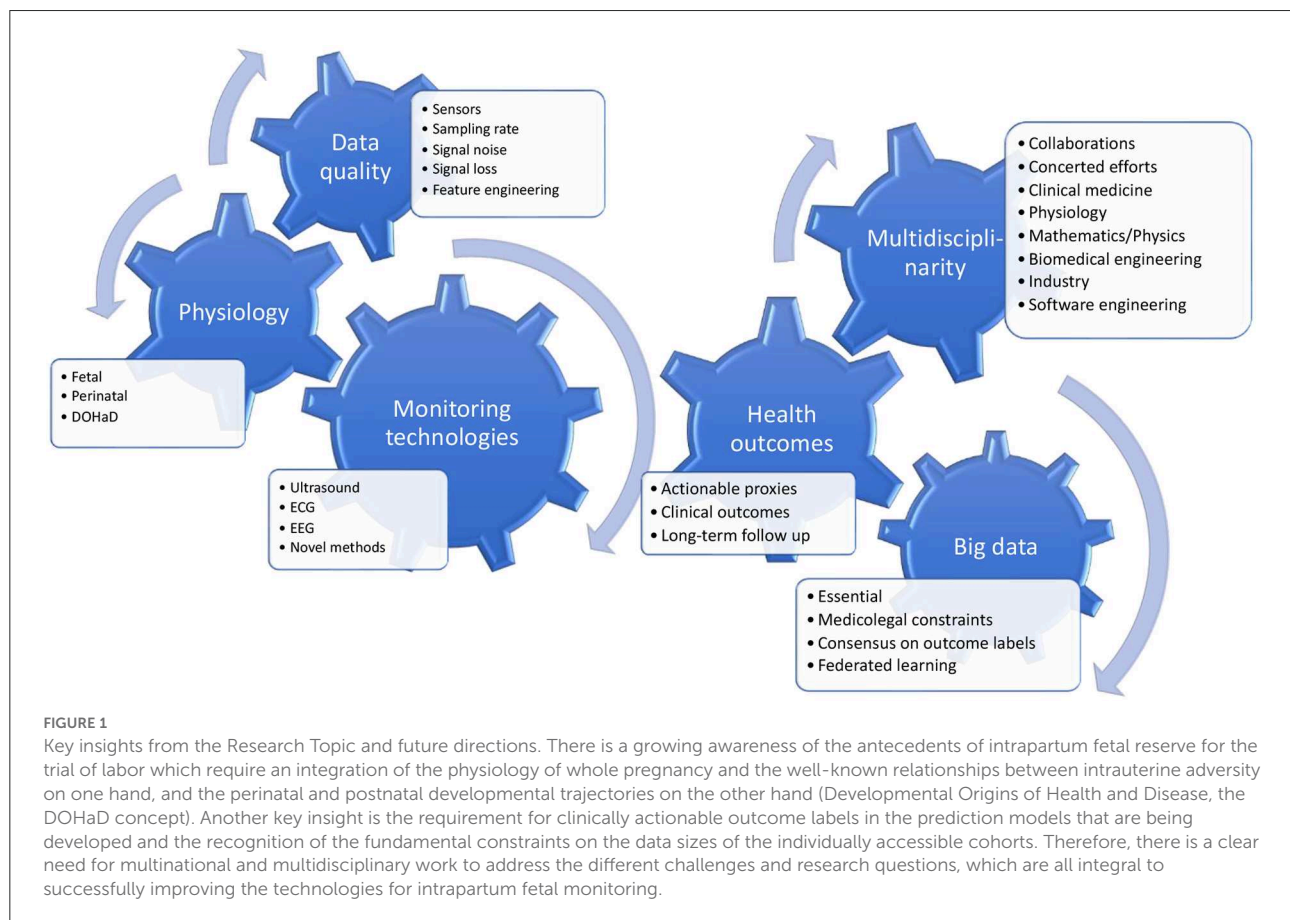 Data
quality
• Sensors
• Sampling rate
• Signal noise
• Signal loss
• Feature engineering
Physiology
• Fetal
• Perinatal
• DOHaD
Monitoring
technologies
• Ultrasound
• ECG
• EEG
• Novel methods
Multidiscipli-
narity
• Collaborations
• Concerted efforts
• Clinical medicine
• Physiology
• Mathematics/Physics
• Biomedical engineering
• Industry
• Software engineering
Health
outcomes
• Actionable proxies
• Clinical outcomes
• Long-term follow up
Big data
• Essential
• Medicolegal constraints
• Consensus on outcome labels
• Federated learning
FIGURE 1
Key insights from the Research Topic and future directions. There is a growing awareness of the antecedents of intrapartum fetal reserve for the
trial of labor which require an integration of the physiology of whole pregnancy and the well-known relationships between intrauterine adversity
on one hand, and the perinatal and postnatal developmental trajectories on the other hand (Developmental Origins of Health and Disease, the
DOHaD concept). Another key insight is the requirement for clinically actionable outcome labels in the prediction models that are being
developed and the recognition of the fundamental constraints on the data sizes of the individually accessible cohorts. Therefore, there is a clear
need for multinational and multidisciplinary work to address the different challenges and research questions, which are all integral to
successfully improving the technologies for intrapartum fetal monitoring.